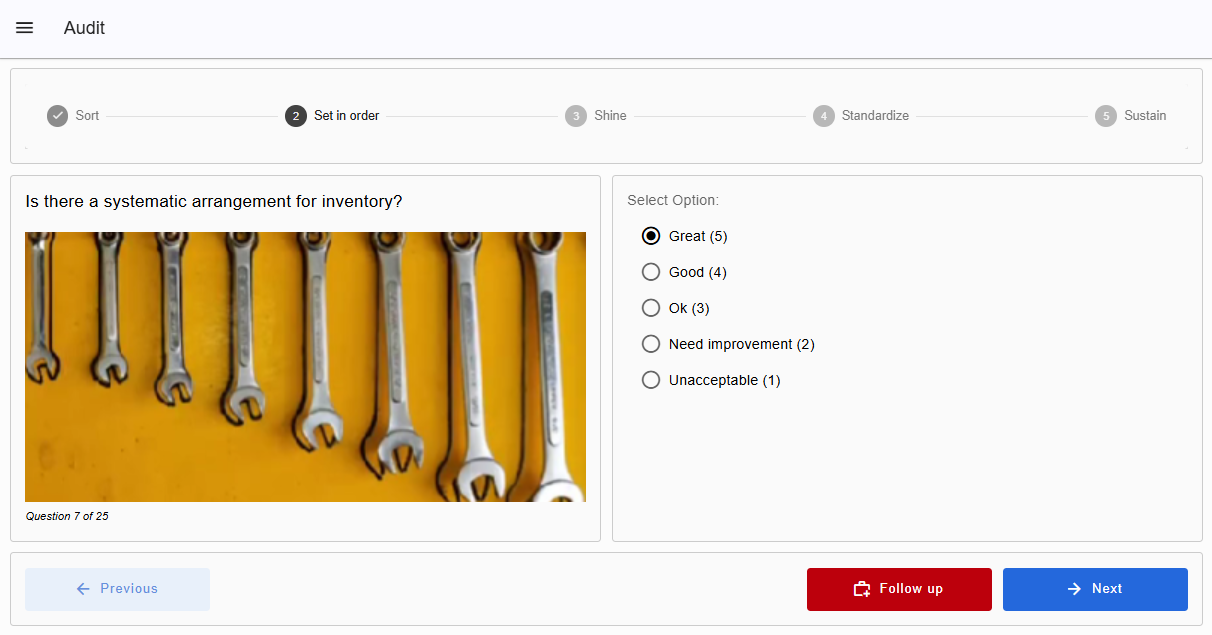 Audit
Sort
2 Set in order
3 Shine
4 Standardize
5 Sustain
Is there a systematic arrangement for inventory?
Question 7 of 25
Select Option:
Great (5)
Good (4)
Ok (3)
Need improvement (2)
Unacceptable (1)
Previous
Follow up
Next